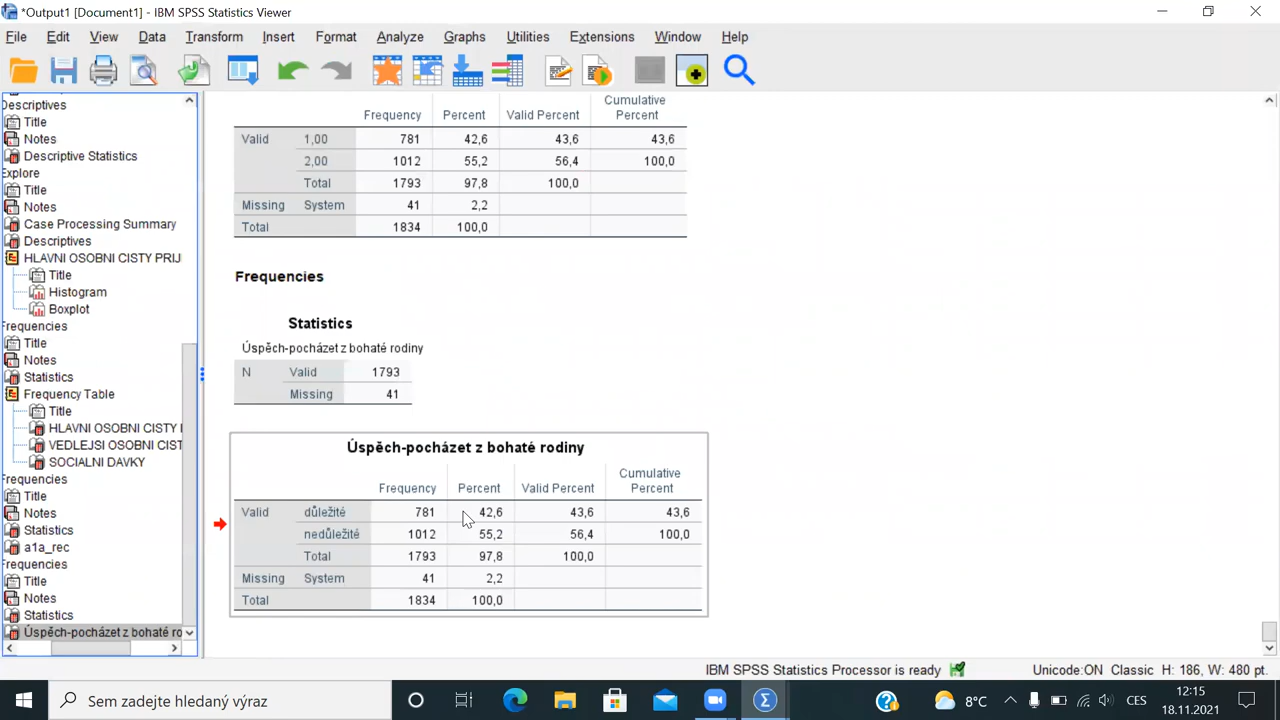 *Output1 [Document1] - IBM SPSS Statistics Viewer
File Edit View Data Transform Insert Format Analyze Graphs Utilities Extensions Window Help
Descriptives
Title
Notes
Descriptive Statistics
Explore
Title
Notes
Case Processing Summary
Descriptives
HLAVNI OSOBNI CISTY PRIJ
Title
Histogram
Boxplot
Frequencies
Title
Notes
Statistics
Frequency Table
Title
HLAVNI OSOBNI CISTY
VEDLEJSI OSOBNI CIST
SOCIALNI DAVKY
Frequencies
Title
Notes
Statistics
a1a_rec
Frequencies
Title
Notes
Statistics
Úspěch-pocházet z bohaté ro
Frequency Percent Valid Percent Cumulative Percent
Valid 1,00 781 42,6 43,6 43,6
2,00 1012 55,2 56,4 100,0
Total 1793 97,8 100,0
Missing System 41 2,2
Total 1834 100,0
Frequencies
Statistics
Úspěch-pocházet z bohaté rodiny
N Valid 1793
Missing 41
Úspěch-pocházet z bohaté rodiny
Frequency Percent Valid Percent Cumulative Percent
Valid důležité 781 42,6 43,6 43,6
nedůležité 1012 55,2 56,4 100,0
Total 1793 97,8 100,0
Missing System 41 2,2
Total 1834 100,0
IBM SPSS Statistics Processor is ready Unicode:ON Classic H: 186, W: 480 pt.
Sem zadejte hledaný výraz 8°C CES 12:15
18.11.2021